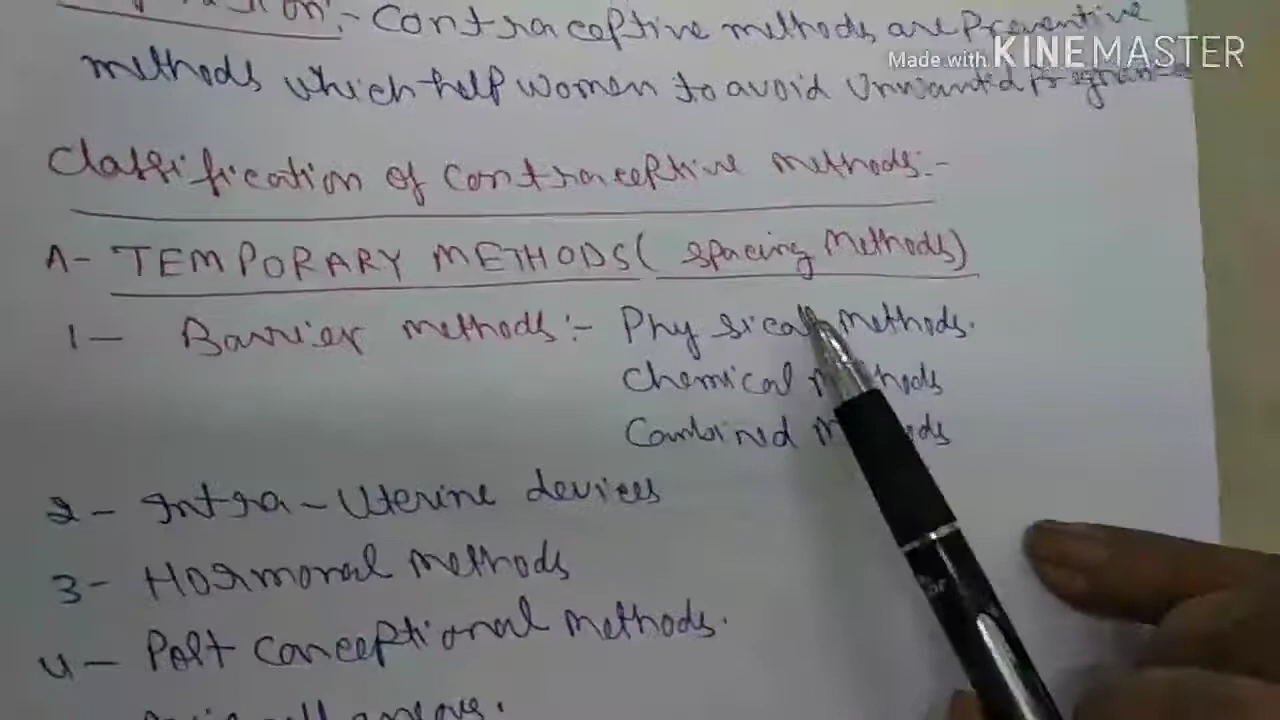 :- Contraceptive methods are Preventive
Made with KINEMASTER
methods which help women to avoid unwantid
Classification of contraceptive methods:-
A- TEMPORARY METHODS( spacing methods)
1- Barrier methods:- Physical methods.
Chemical methods
Combined methods
2- Intra-Uterine devices
3- Hormonal methods
4- Post conceptional methods.